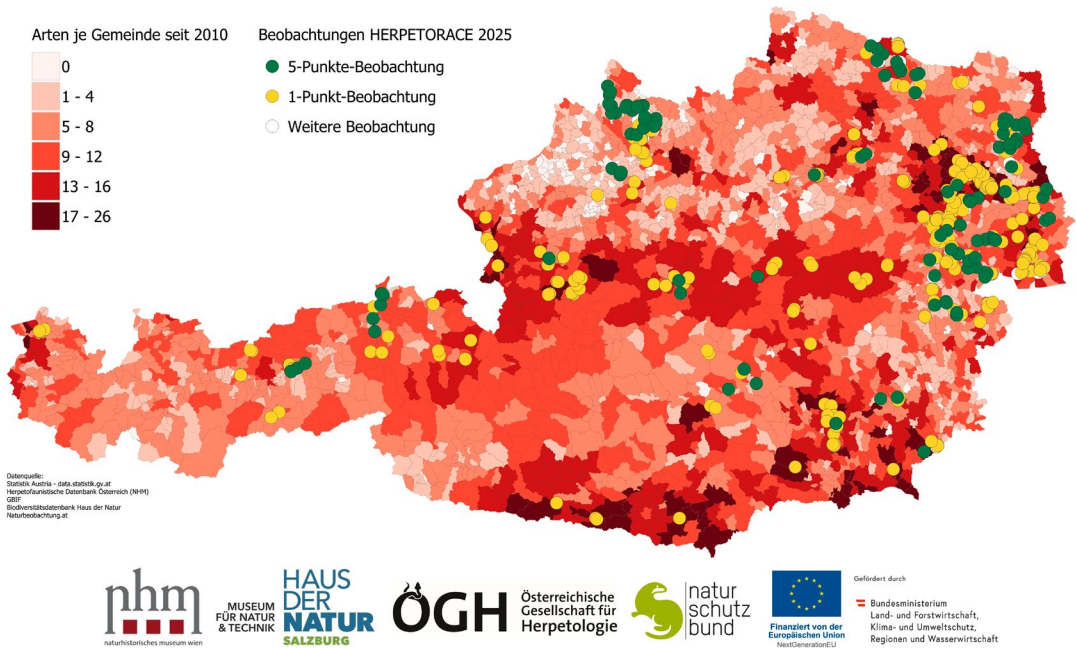 Arten je Gemeinde seit 2010
0
1 - 4
5 - 8
9 - 12
13 - 16
17 - 26
Beobachtungen HERPETORACE 2025
5-Punkte-Beobachtung
1-Punkt-Beobachtung
Weitere Beobachtung
Datenquelle:
Statistik Austria - data.statistik.gv.at
Herpetofaunistische Datenbank Österreich (NHM)
GBIF
Biodiversitätsdatenbank Haus der Natur
Naturbeobachtung.at
nhm
naturhistorisches museum wien
MUSEUM
FÜR NATUR
& TECHNIK
HAUS
DER
NATUR
SALZBURG
ÖGH
Österreichische
Gesellschaft für
Herpetologie
natur
schutz
bund
Finanziert von der
Europäischen Union
NextGenerationEU
Gefördert durch
Bundesministerium
Land- und Forstwirtschaft,
Klima- und Umweltschutz,
Regionen und Wasserwirtschaft